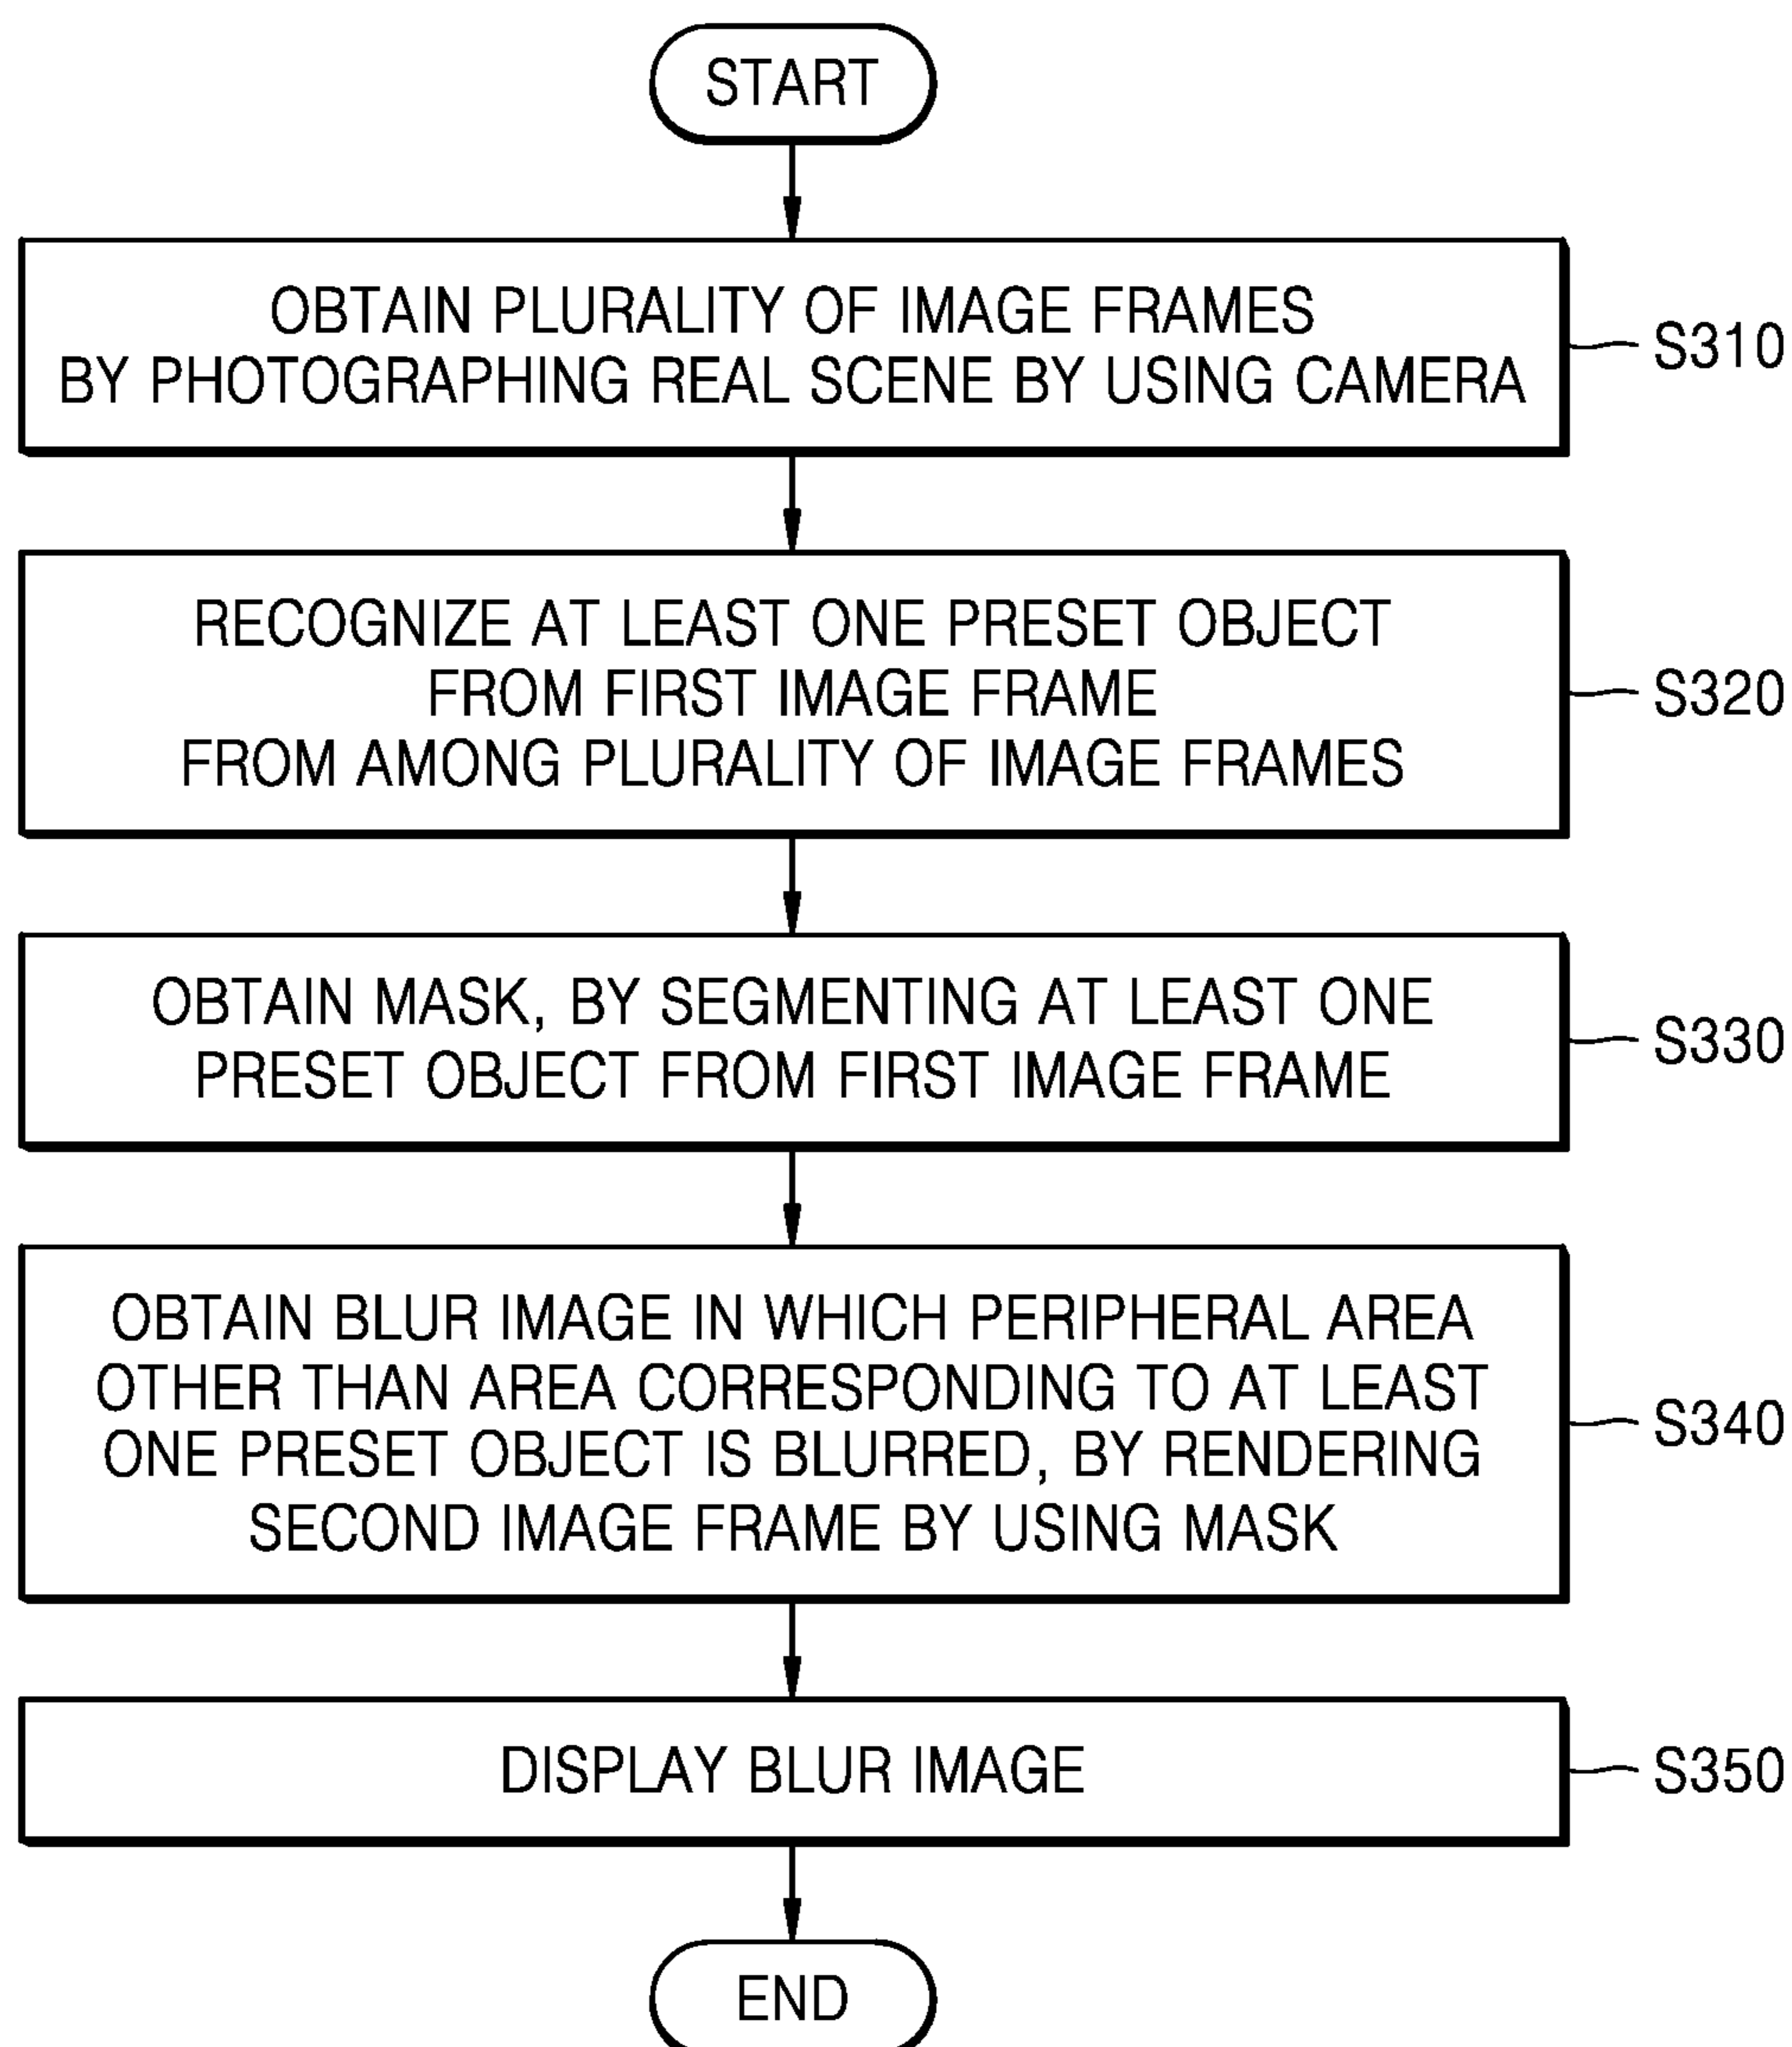 START
OBTAIN PLURALITY OF IMAGE FRAMES
BY PHOTOGRAPHING REAL SCENE BY USING CAMERA
S310
RECOGNIZE AT LEAST ONE PRESET OBJECT
FROM FIRST IMAGE FRAME
FROM AMONG PLURALITY OF IMAGE FRAMES
S320
OBTAIN MASK, BY SEGMENTING AT LEAST ONE
PRESET OBJECT FROM FIRST IMAGE FRAME
S330
OBTAIN BLUR IMAGE IN WHICH PERIPHERAL AREA
OTHER THAN AREA CORRESPONDING TO AT LEAST
ONE PRESET OBJECT IS BLURRED, BY RENDERING
SECOND IMAGE FRAME BY USING MASK
S340
DISPLAY BLUR IMAGE
S350
END